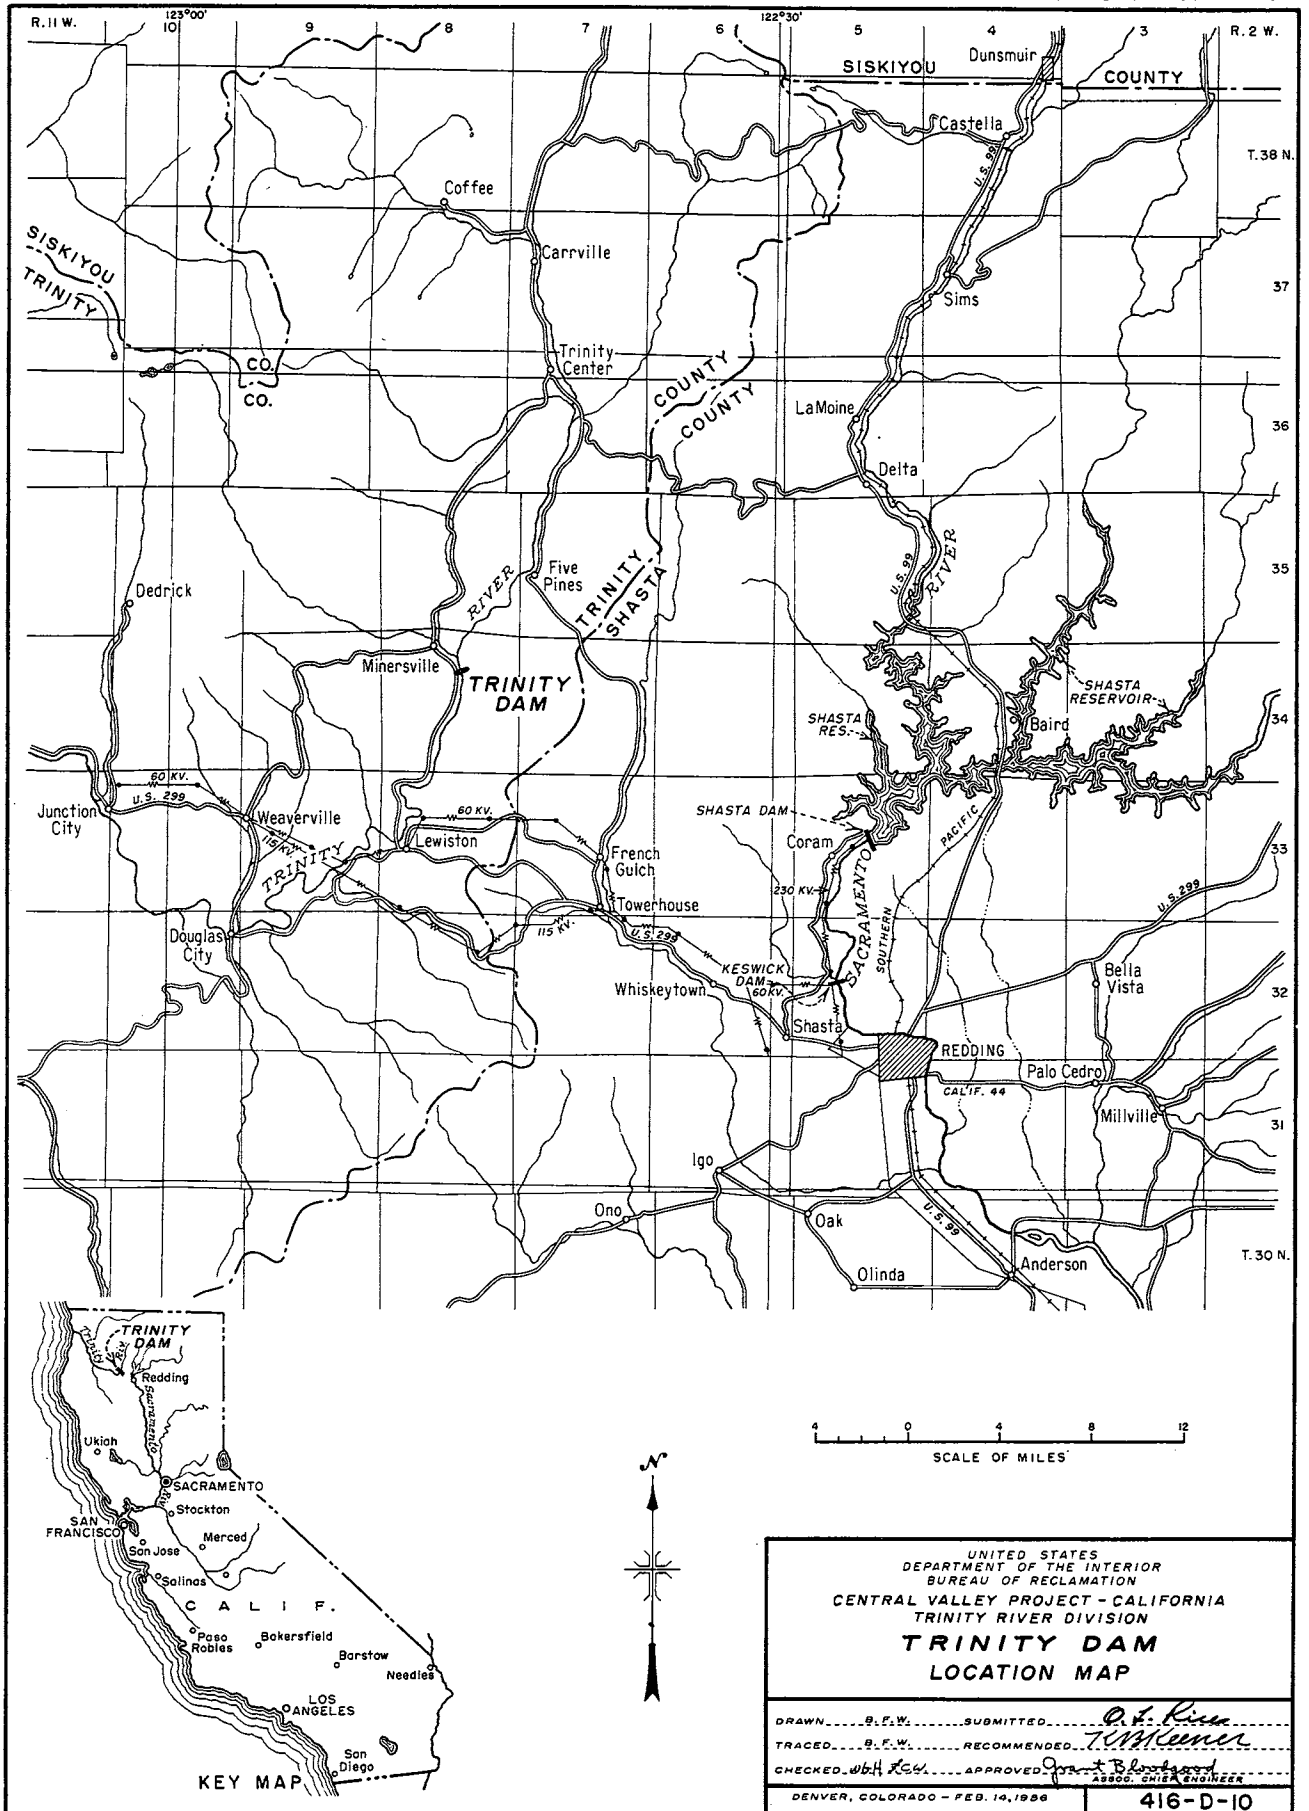 R. 11 W.
123°00'
10
9
8
7
6
122°30'
5
4
3
R. 2 W.
Dunsmuir
SISKIYOU
COUNTY
Castella
U.S. 99
T. 38 N.
Coffee
SISKIYOU
TRINITY
Carrville
37
Sims
Trinity
Center
CO.
CO.
COUNTY
COUNTY
LaMoine
36
Delta
Five
Pines
RIVER
TRINITY
SHASTA
U.S. 99
RIVER
35
Dedrick
Minersville
TRINITY
DAM
SHASTA
RESERVOIR
SHASTA
RES.
Baird
34
60 KV.
U.S. 299
Junction
City
Weaverville
115 KV.
TRINITY
60 KV.
Lewiston
SHASTA DAM
PACIFIC
Coram
French
Gulch
33
230 KV.
SACRAMENTO
SOUTHERN
U.S. 299
Towerhouse
115 KV.
U.S. 299
Douglas
City
KESWICK
DAM
60 KV.
Whiskeytown
Bella
Vista
32
Shasta
REDDING
Palo Cedro
CALIF. 44
Millville
31
Igo
Ono
Oak
U.S. 99
T. 30 N.
Anderson
Olinda
TRINITY
DAM
Trinity
Riv
Redding
Sacramento
Ukiah
SACRAMENTO
Riv
Stockton
SAN
FRANCISCO
Merced
San Jose
Salinas
CALIF.
Paso
Robles
Bakersfield
Barstow
Needles
LOS
ANGELES
San
Diego
KEY MAP
N
4 0 4 8 12
SCALE OF MILES
UNITED STATES
DEPARTMENT OF THE INTERIOR
BUREAU OF RECLAMATION
CENTRAL VALLEY PROJECT - CALIFORNIA
TRINITY RIVER DIVISION
TRINITY DAM
LOCATION MAP
DRAWN B.F.W. SUBMITTED O. L. Rice
TRACED B.F.W. RECOMMENDED K B Keener
CHECKED APPROVED Grant Bloodgood
ASSOC. CHIEF ENGINEER
DENVER, COLORADO - FEB. 14, 1956
416-D-10